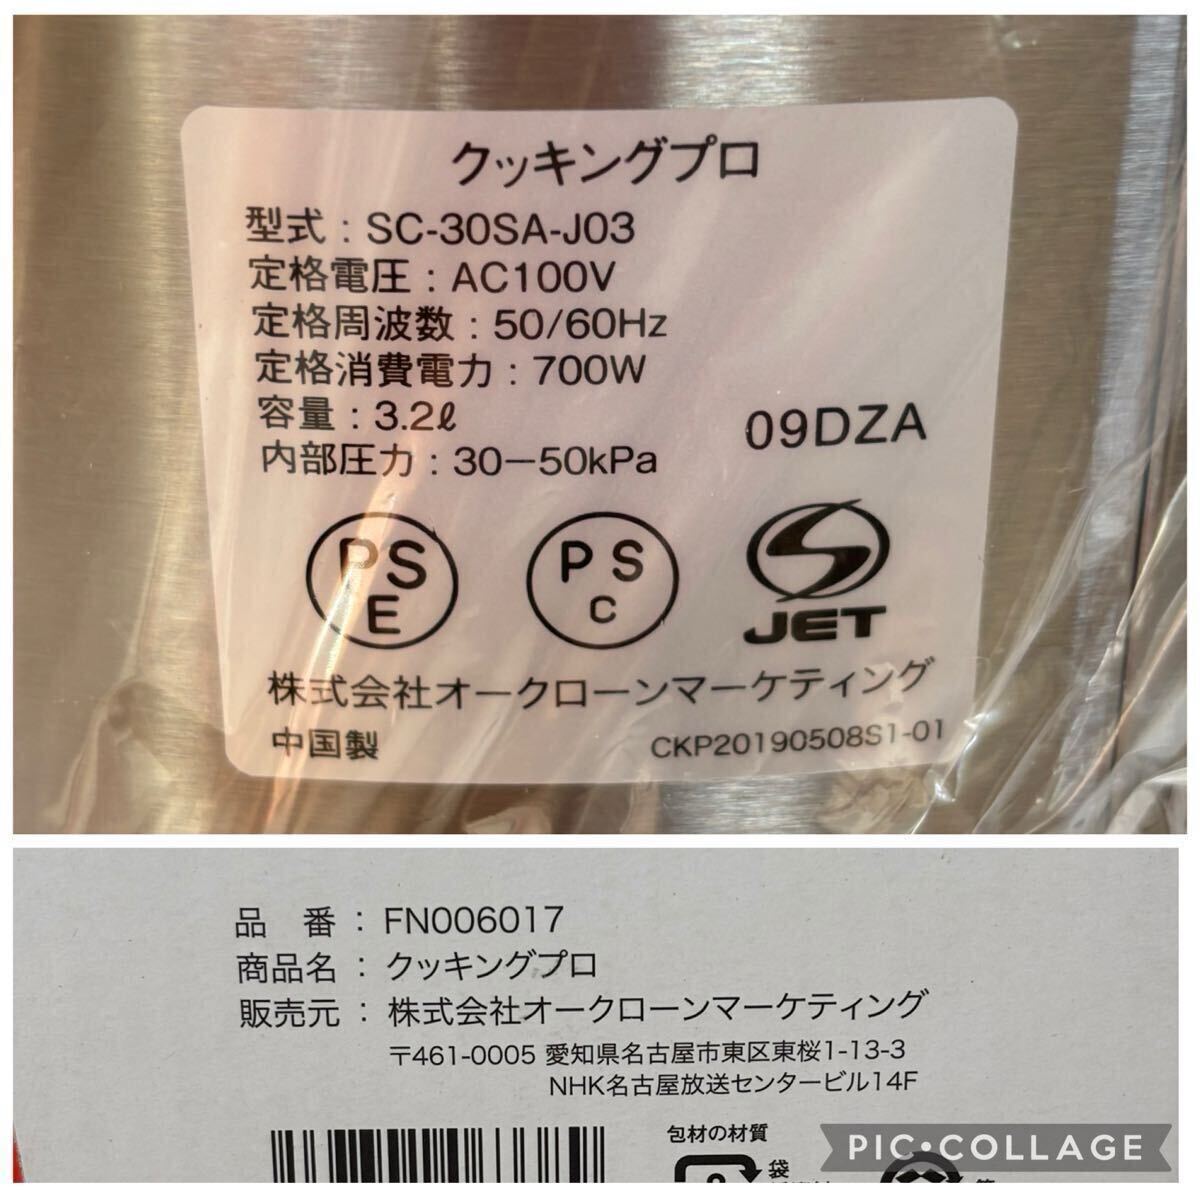 クッキングプロ
型式：SC-30SA-J03
定格電圧：AC100V
定格周波数：50/60Hz
定格消費電力：700W
容量：3.2ℓ
09DZA
内部圧力：30−50kPa
PS
E
PS
C
JET
株式会社オークローンマーケティング
中国製
CKP20190508S1-01
品　番：FN006017
商品名：クッキングプロ
販売元：株式会社オークローンマーケティング
〒461-0005 愛知県名古屋市東区東桜1-13-3
NHK名古屋放送センタービル14F
包材の材質
袋
PIC•COLLAGE